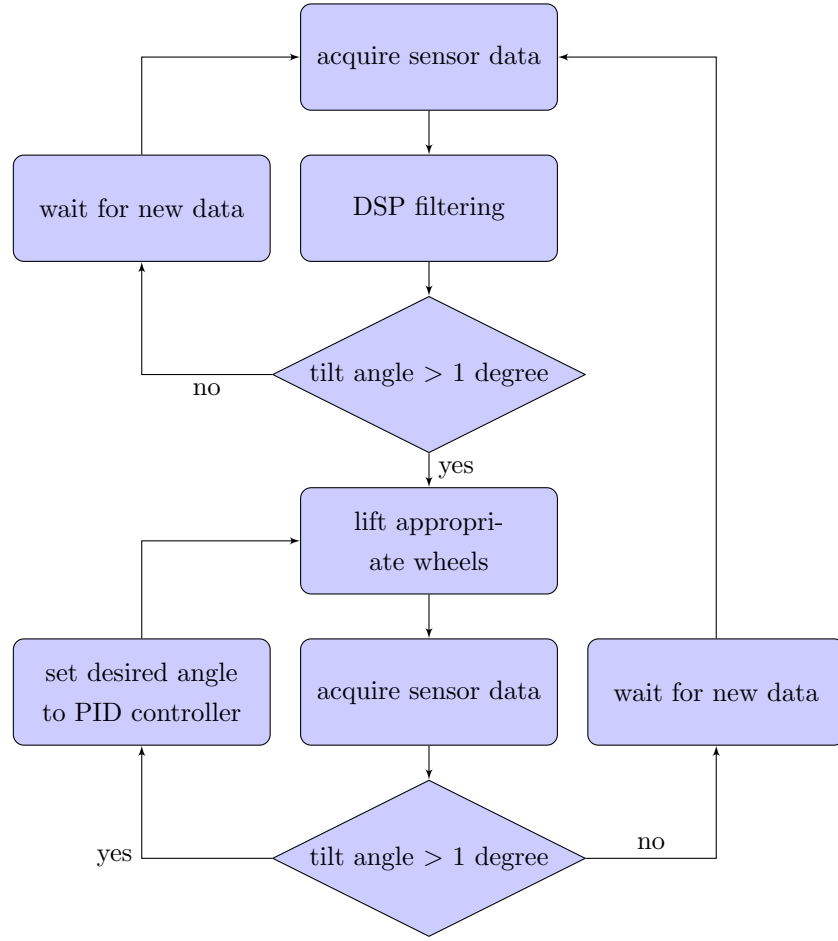 acquire sensor data
wait for new data
DSP filtering
tilt angle > 1 degree
no
yes
lift appropri-
ate wheels
set desired angle
to PID controller
acquire sensor data
wait for new data
tilt angle > 1 degree
yes
no